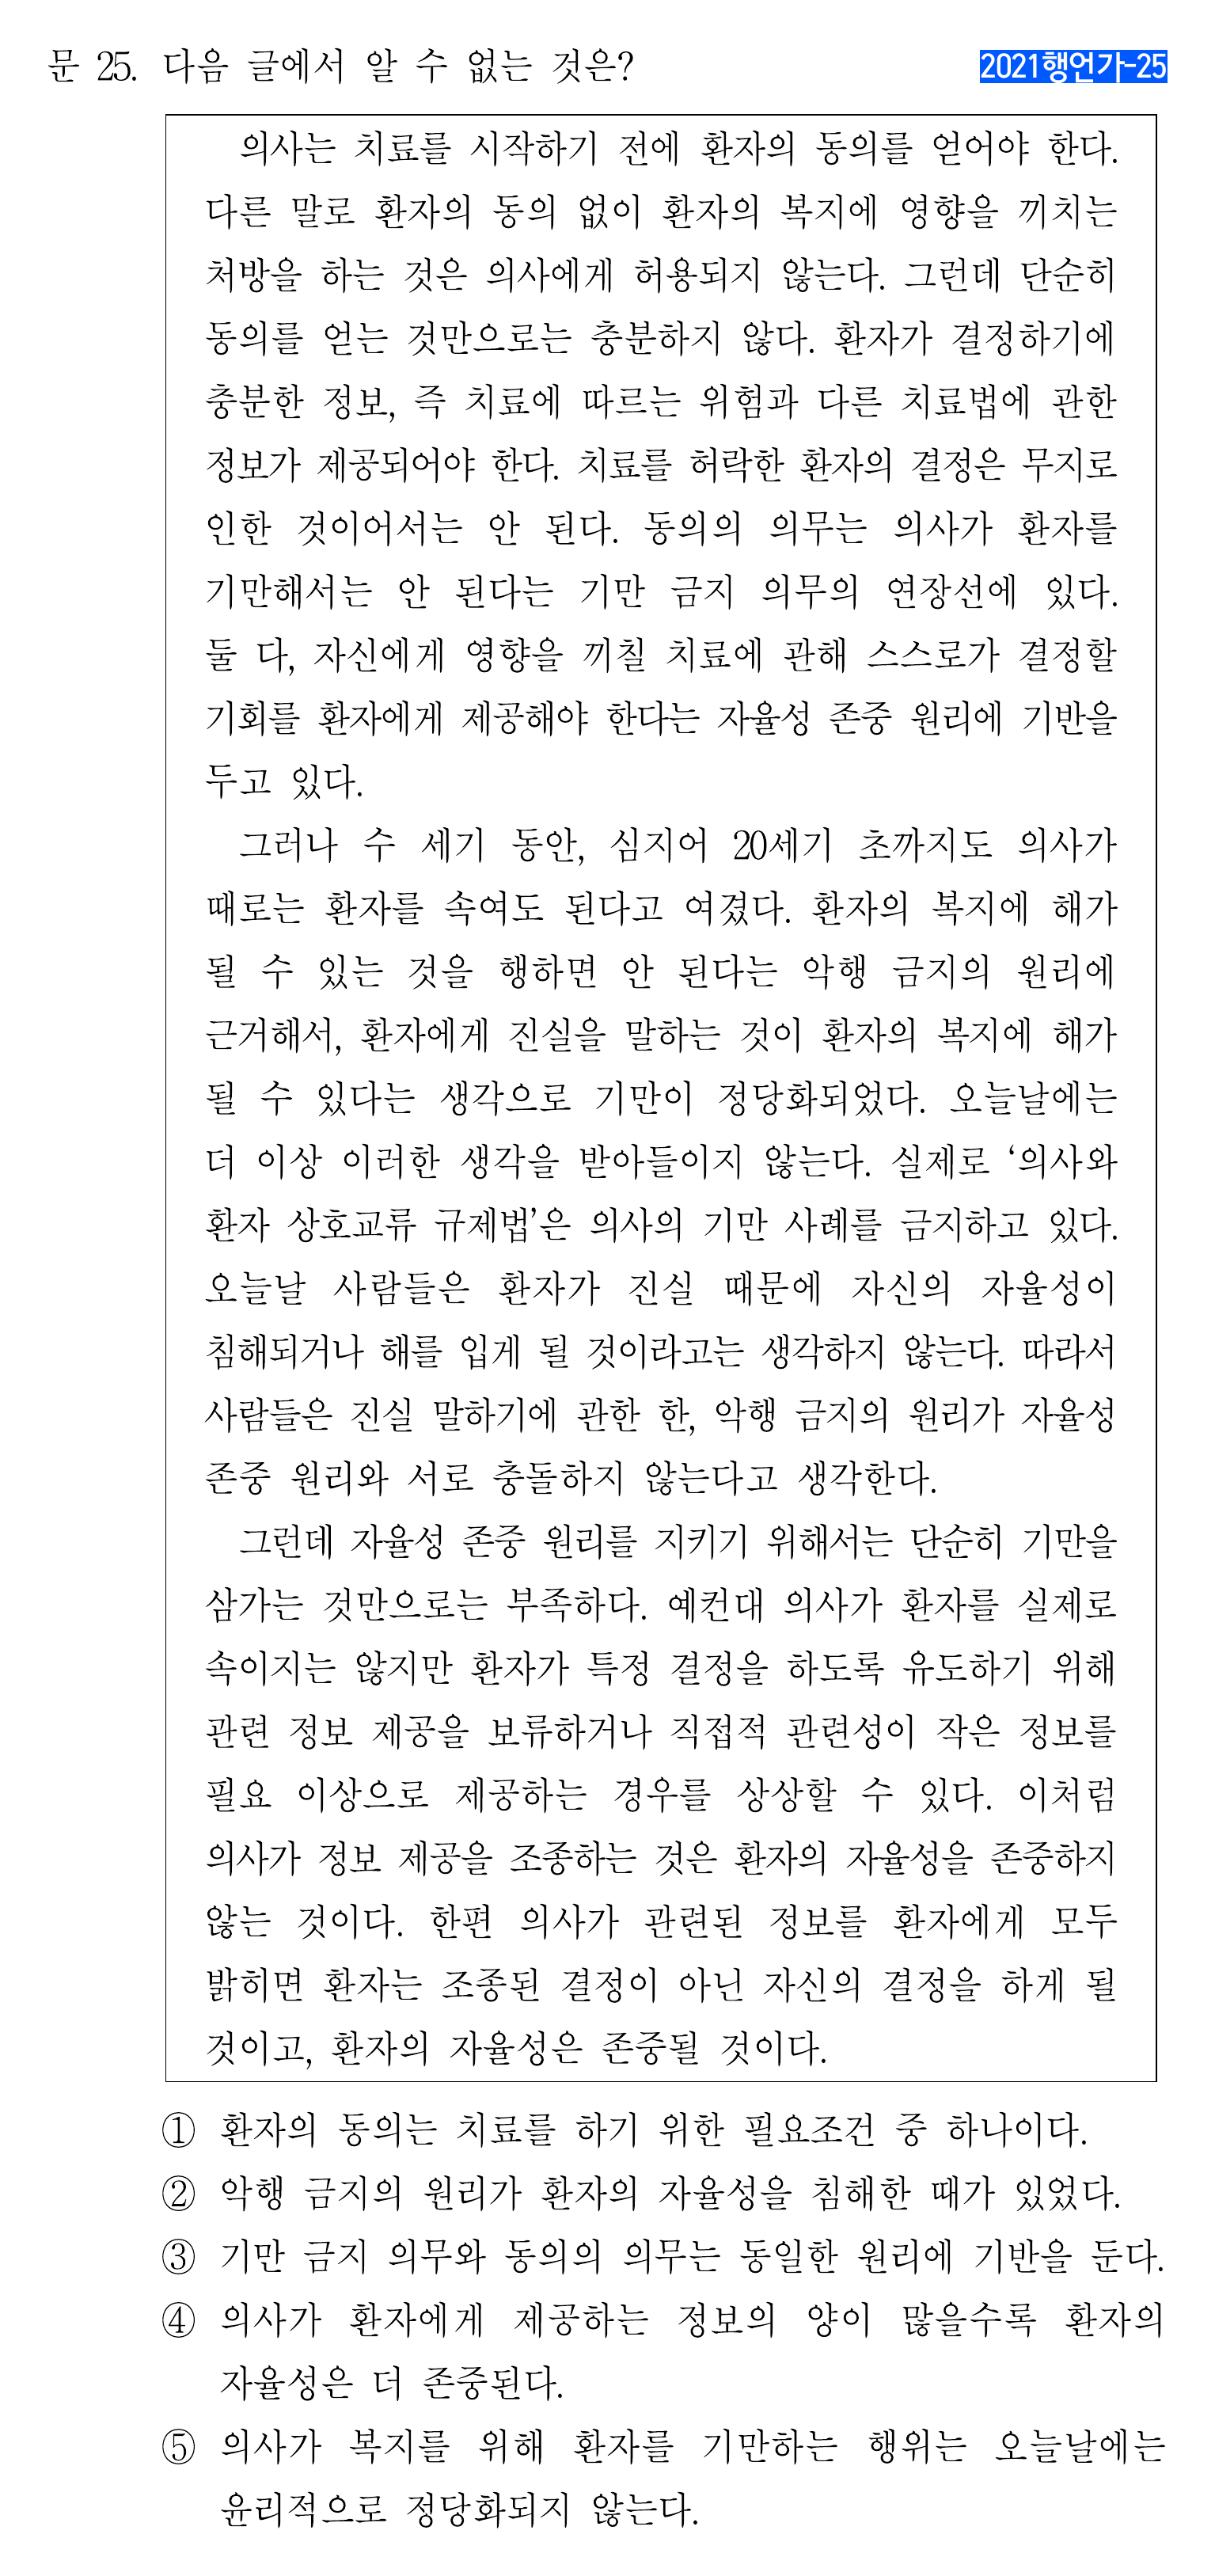 문 25. 다음 글에서 알 수 없는 것은?
2021행언가-25
의사는 치료를 시작하기 전에 환자의 동의를 얻어야 한다.
다른 말로 환자의 동의 없이 환자의 복지에 영향을 끼치는
처방을 하는 것은 의사에게 허용되지 않는다. 그런데 단순히
동의를 얻는 것만으로는 충분하지 않다. 환자가 결정하기에
충분한 정보, 즉 치료에 따르는 위험과 다른 치료법에 관한
정보가 제공되어야 한다. 치료를 허락한 환자의 결정은 무지로
인한 것이어서는 안 된다. 동의의 의무는 의사가 환자를
기만해서는 안 된다는 기만 금지 의무의 연장선에 있다.
둘 다, 자신에게 영향을 끼칠 치료에 관해 스스로가 결정할
기회를 환자에게 제공해야 한다는 자율성 존중 원리에 기반을
두고 있다.
그러나 수 세기 동안, 심지어 20세기 초까지도 의사가
때로는 환자를 속여도 된다고 여겼다. 환자의 복지에 해가
될 수 있는 것을 행하면 안 된다는 악행 금지의 원리에
근거해서, 환자에게 진실을 말하는 것이 환자의 복지에 해가
될 수 있다는 생각으로 기만이 정당화되었다. 오늘날에는
더 이상 이러한 생각을 받아들이지 않는다. 실제로 ‘의사와
환자 상호교류 규제법’은 의사의 기만 사례를 금지하고 있다.
오늘날 사람들은 환자가 진실 때문에 자신의 자율성이
침해되거나 해를 입게 될 것이라고는 생각하지 않는다. 따라서
사람들은 진실 말하기에 관한 한, 악행 금지의 원리가 자율성
존중 원리와 서로 충돌하지 않는다고 생각한다.
그런데 자율성 존중 원리를 지키기 위해서는 단순히 기만을
삼가는 것만으로는 부족하다. 예컨대 의사가 환자를 실제로
속이지는 않지만 환자가 특정 결정을 하도록 유도하기 위해
관련 정보 제공을 보류하거나 직접적 관련성이 작은 정보를
필요 이상으로 제공하는 경우를 상상할 수 있다. 이처럼
의사가 정보 제공을 조종하는 것은 환자의 자율성을 존중하지
않는 것이다. 한편 의사가 관련된 정보를 환자에게 모두
밝히면 환자는 조종된 결정이 아닌 자신의 결정을 하게 될
것이고, 환자의 자율성은 존중될 것이다.
① 환자의 동의는 치료를 하기 위한 필요조건 중 하나이다.
② 악행 금지의 원리가 환자의 자율성을 침해한 때가 있었다.
③ 기만 금지 의무와 동의의 의무는 동일한 원리에 기반을 둔다.
④ 의사가 환자에게 제공하는 정보의 양이 많을수록 환자의
자율성은 더 존중된다.
⑤ 의사가 복지를 위해 환자를 기만하는 행위는 오늘날에는
윤리적으로 정당화되지 않는다.